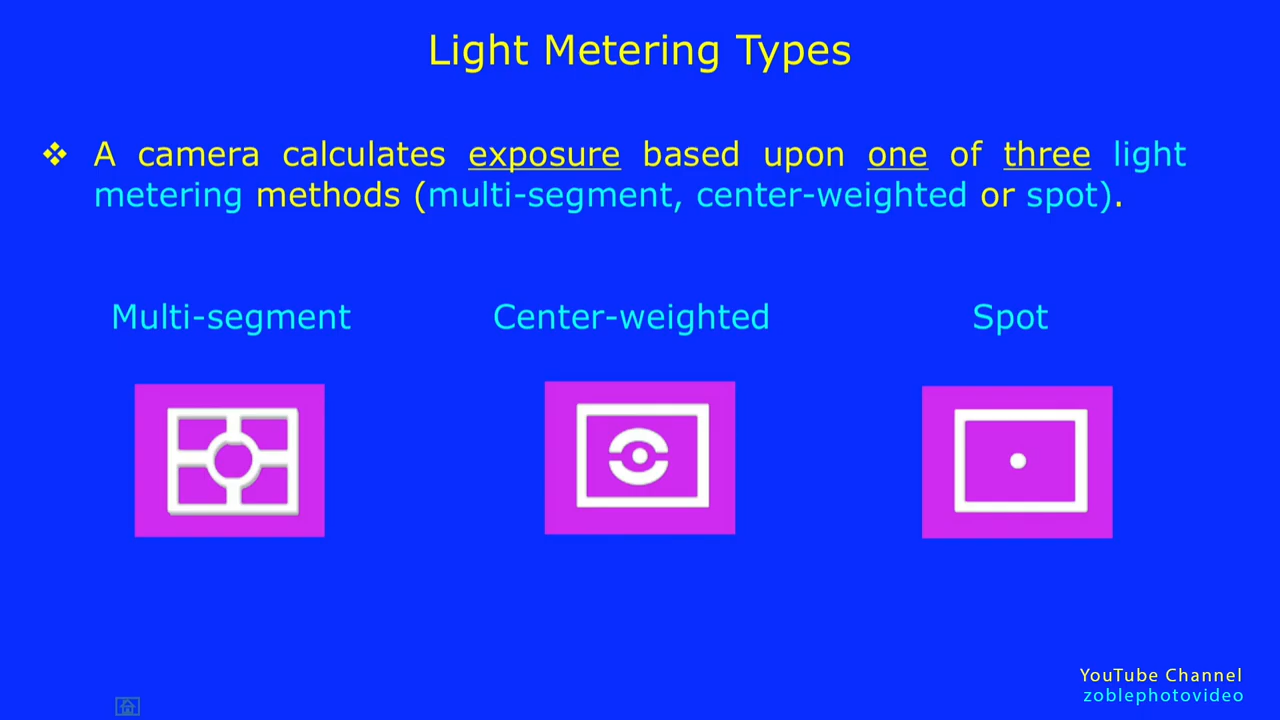 Light Metering Types
❖ A camera calculates exposure based upon one of three light
metering methods (multi-segment, center-weighted or spot).
Multi-segment
Center-weighted
Spot
YouTube Channel
zoblephotovideo